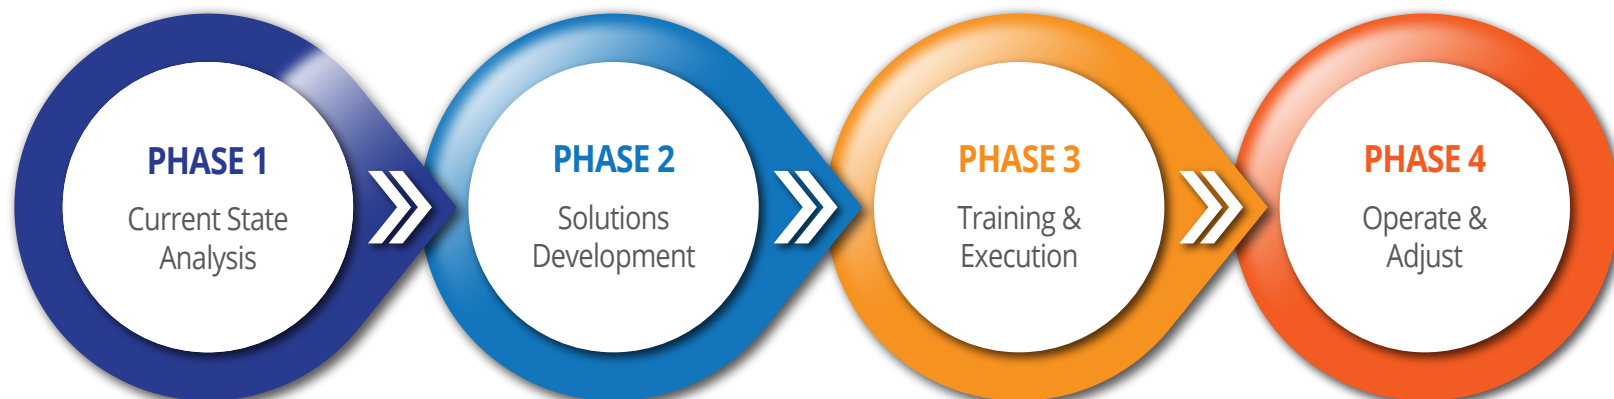 PHASE 1
Current State
Analysis
PHASE 2
Solutions
Development
PHASE 3
Training &
Execution
PHASE 4
Operate &
Adjust